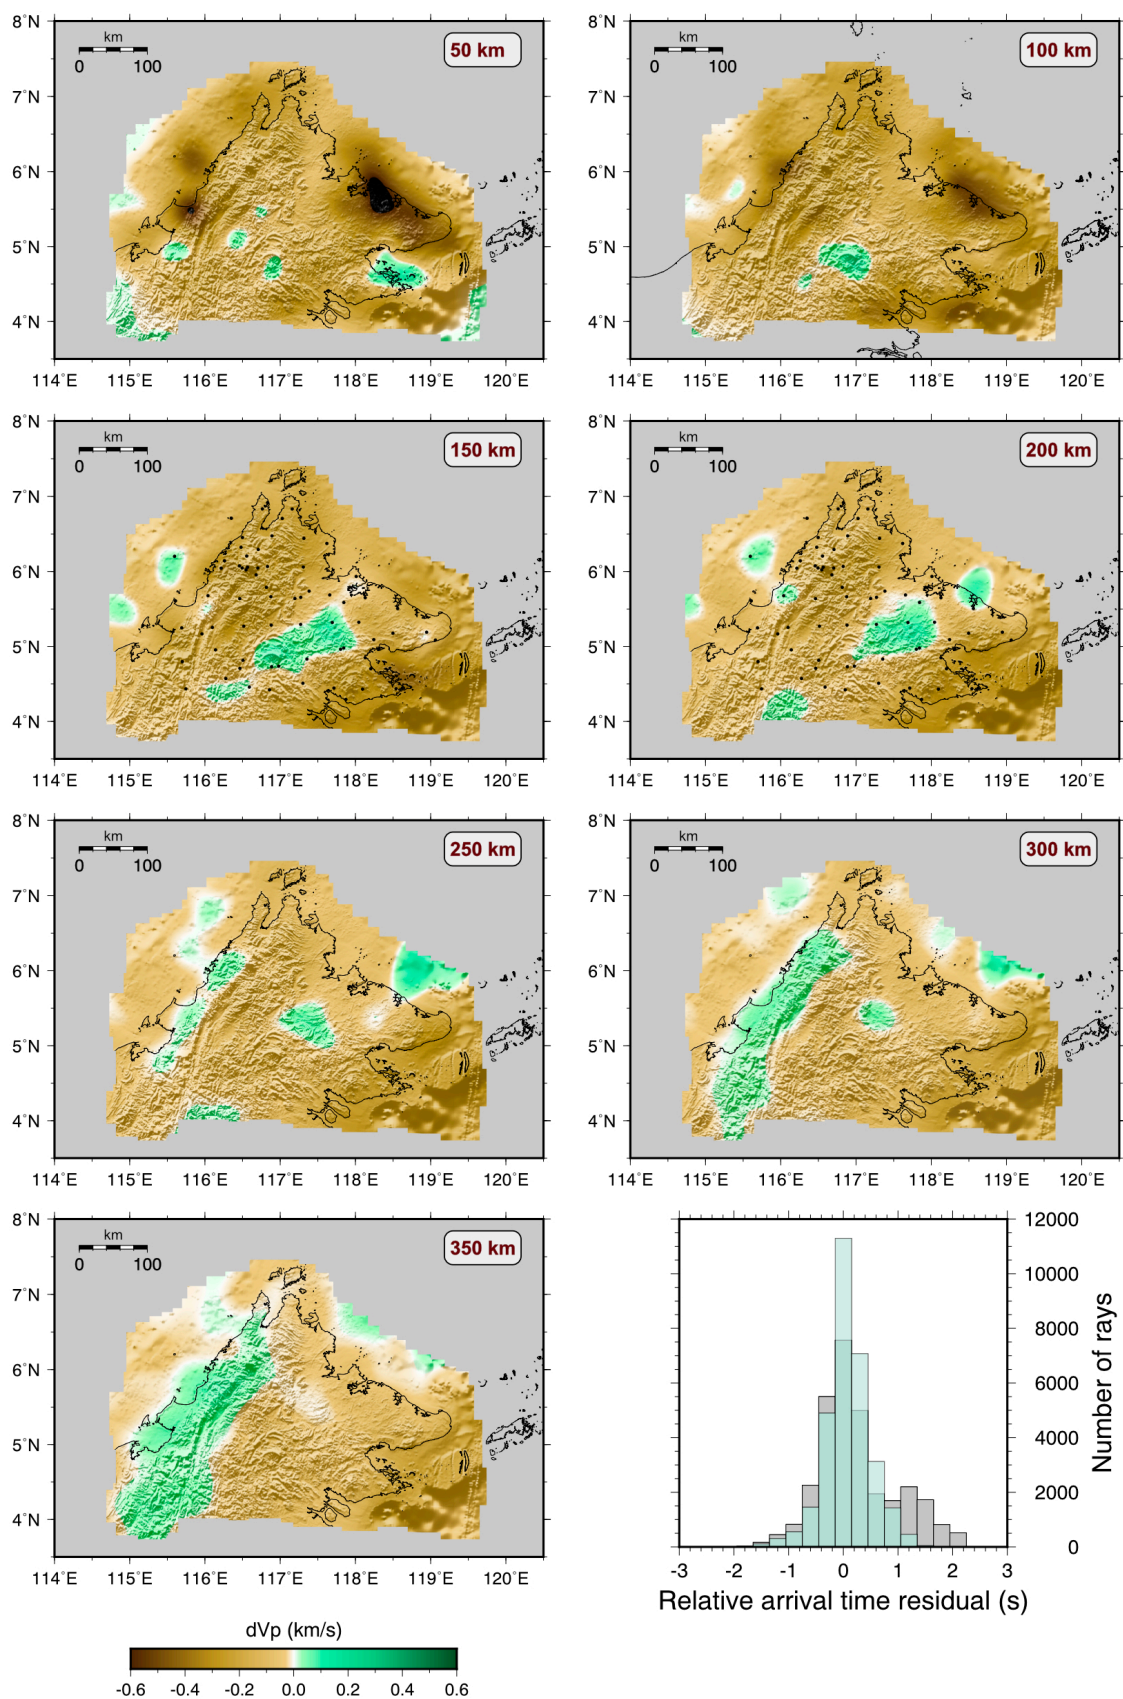 8°N
7°N
6°N
5°N
4°N
km
0 100
50 km
114°E 115°E 116°E 117°E 118°E 119°E 120°E
8°N
7°N
6°N
5°N
4°N
km
0 100
100 km
114°E 115°E 116°E 117°E 118°E 119°E 120°E
8°N
7°N
6°N
5°N
4°N
km
0 100
150 km
114°E 115°E 116°E 117°E 118°E 119°E 120°E
8°N
7°N
6°N
5°N
4°N
km
0 100
200 km
114°E 115°E 116°E 117°E 118°E 119°E 120°E
8°N
7°N
6°N
5°N
4°N
km
0 100
250 km
114°E 115°E 116°E 117°E 118°E 119°E 120°E
8°N
7°N
6°N
5°N
4°N
km
0 100
300 km
114°E 115°E 116°E 117°E 118°E 119°E 120°E
8°N
7°N
6°N
5°N
4°N
km
0 100
350 km
114°E 115°E 116°E 117°E 118°E 119°E 120°E
12000
10000
8000
6000
4000
2000
0
Number of rays
-3 -2 -1 0 1 2 3
Relative arrival time residual (s)
dVp (km/s)
-0.6 -0.4 -0.2 0.0 0.2 0.4 0.6